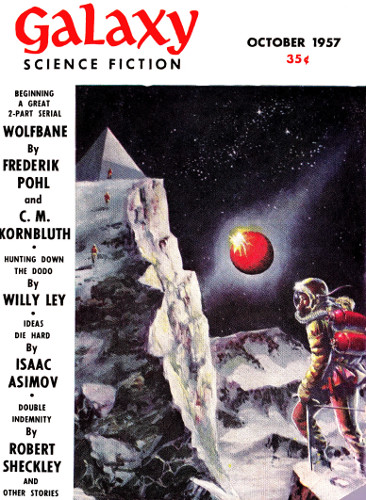 Galaxy
SCIENCE FICTION
OCTOBER 1957
35¢
BEGINNING
A GREAT
2-PART SERIAL
WOLFBANE
By
FREDERIK
POHL
and
C. M.
KORNBLUTH
•
HUNTING DOWN
THE DODO
By
WILLY LEY
•
IDEAS
DIE HARD
By
ISAAC
ASIMOV
•
DOUBLE
INDEMNITY
By
ROBERT
SHECKLEY
AND
OTHER STORIES